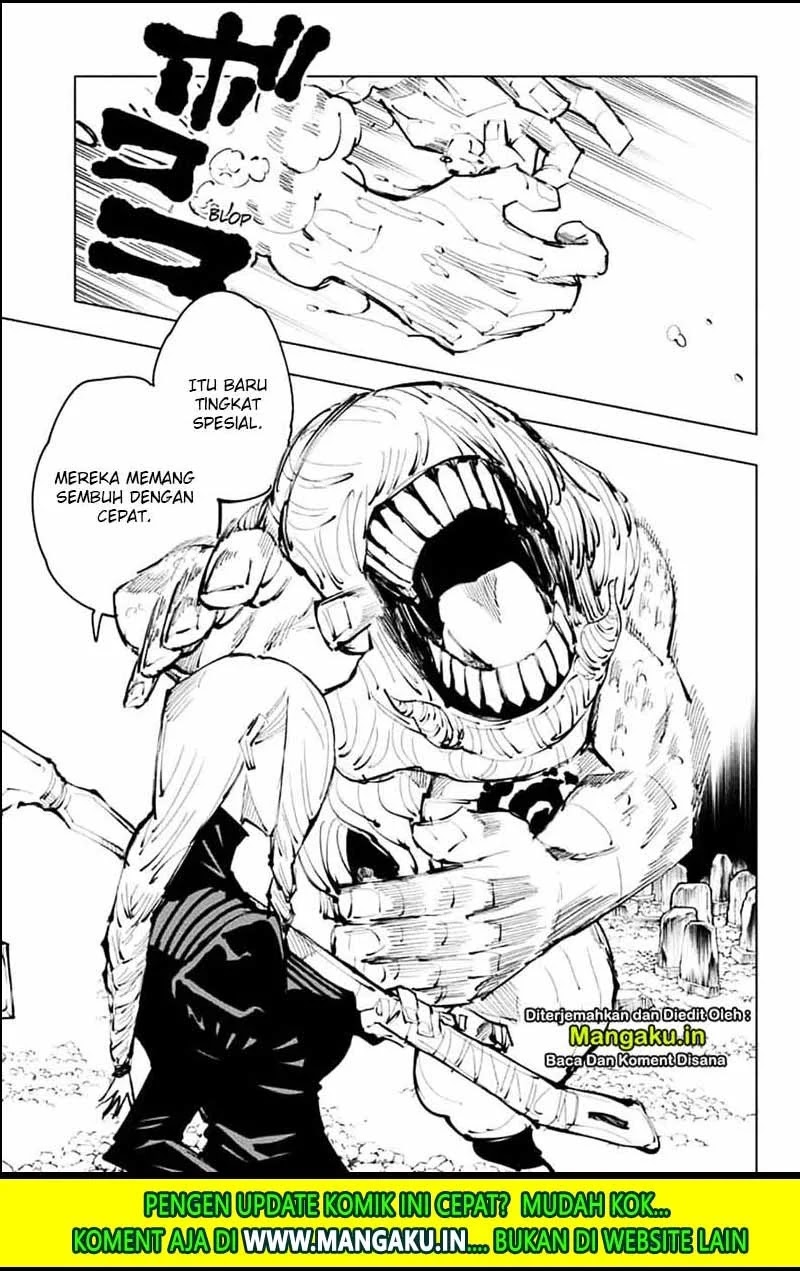 ボコココ
BLOP
ITU BARU
TINGKAT
SPESIAL.
MEREKA MEMANG
SEMBUH DENGAN
CEPAT.
Diterjemahkan dan Diedit Oleh :
Mangaku.in
Baca Dan Koment Disana
PENGEN UPDATE KOMIK INI CEPAT? MUDAH KOK...
KOMENT AJA DI WWW.MANGAKU.IN.... BUKAN DI WEBSITE LAIN